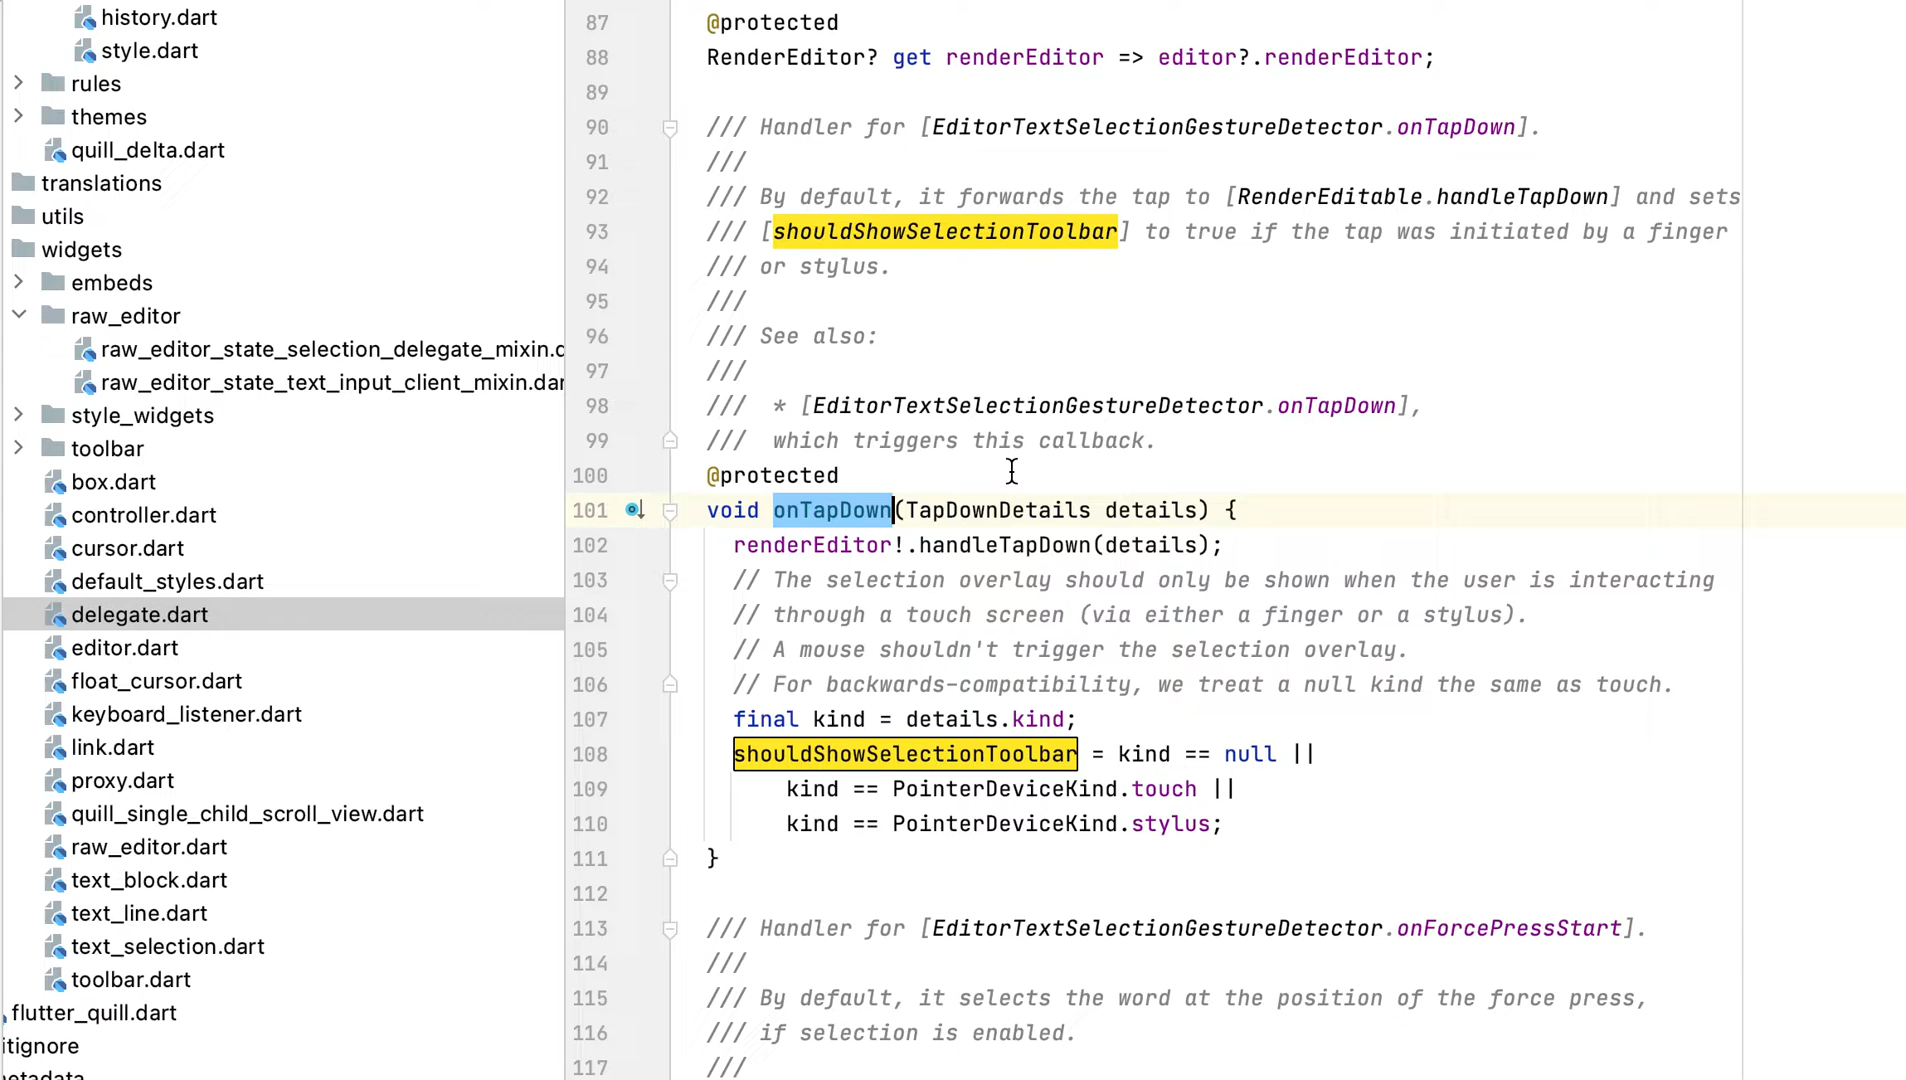 history.dart
style.dart
rules
themes
quill_delta.dart
translations
utils
widgets
embeds
raw_editor
raw_editor_state_selection_delegate_mixin.d
raw_editor_state_text_input_client_mixin.dar
style_widgets
toolbar
box.dart
controller.dart
cursor.dart
default_styles.dart
delegate.dart
editor.dart
float_cursor.dart
keyboard_listener.dart
link.dart
proxy.dart
quill_single_child_scroll_view.dart
raw_editor.dart
text_block.dart
text_line.dart
text_selection.dart
toolbar.dart
flutter_quill.dart
itignore
etadata
87 @protected
88 RenderEditor? get renderEditor => editor?.renderEditor;
89
90 /// Handler for [EditorTextSelectionGestureDetector.onTapDown].
91 ///
92 /// By default, it forwards the tap to [RenderEditable.handleTapDown] and sets
93 /// [shouldShowSelectionToolbar] to true if the tap was initiated by a finger
94 /// or stylus.
95 ///
96 /// See also:
97 ///
98 /// * [EditorTextSelectionGestureDetector.onTapDown],
99 /// which triggers this callback.
100 @protected
101 void onTapDown(TapDownDetails details) {
102 renderEditor!.handleTapDown(details);
103 // The selection overlay should only be shown when the user is interacting
104 // through a touch screen (via either a finger or a stylus).
105 // A mouse shouldn't trigger the selection overlay.
106 // For backwards-compatibility, we treat a null kind the same as touch.
107 final kind = details.kind;
108 shouldShowSelectionToolbar = kind == null ||
109 kind == PointerDeviceKind.touch ||
110 kind == PointerDeviceKind.stylus;
111 }
112
113 /// Handler for [EditorTextSelectionGestureDetector.onForcePressStart].
114 ///
115 /// By default, it selects the word at the position of the force press,
116 /// if selection is enabled.
117 ///